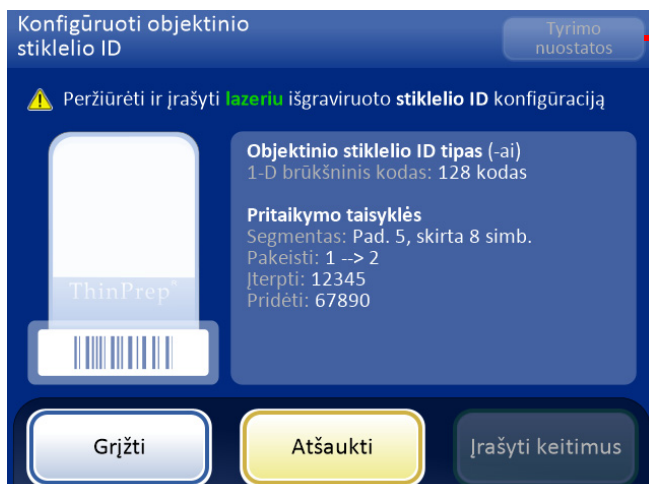 Konfigūruoti objektinio
stiklelio ID
Tyrimo
nuostatos
Peržiūrėti ir įrašyti lazeriu išgraviruoto stiklelio ID konfigūraciją
Objektinio stiklelio ID tipas (-ai)
1-D brūkšninis kodas: 128 kodas
Pritaikymo taisyklės
Segmentas: Pad. 5, skirta 8 simb.
Pakeisti: 1 --> 2
Įterpti: 12345
Pridėti: 67890
ThinPrep®
Grįžti
Atšaukti
Įrašyti keitimus